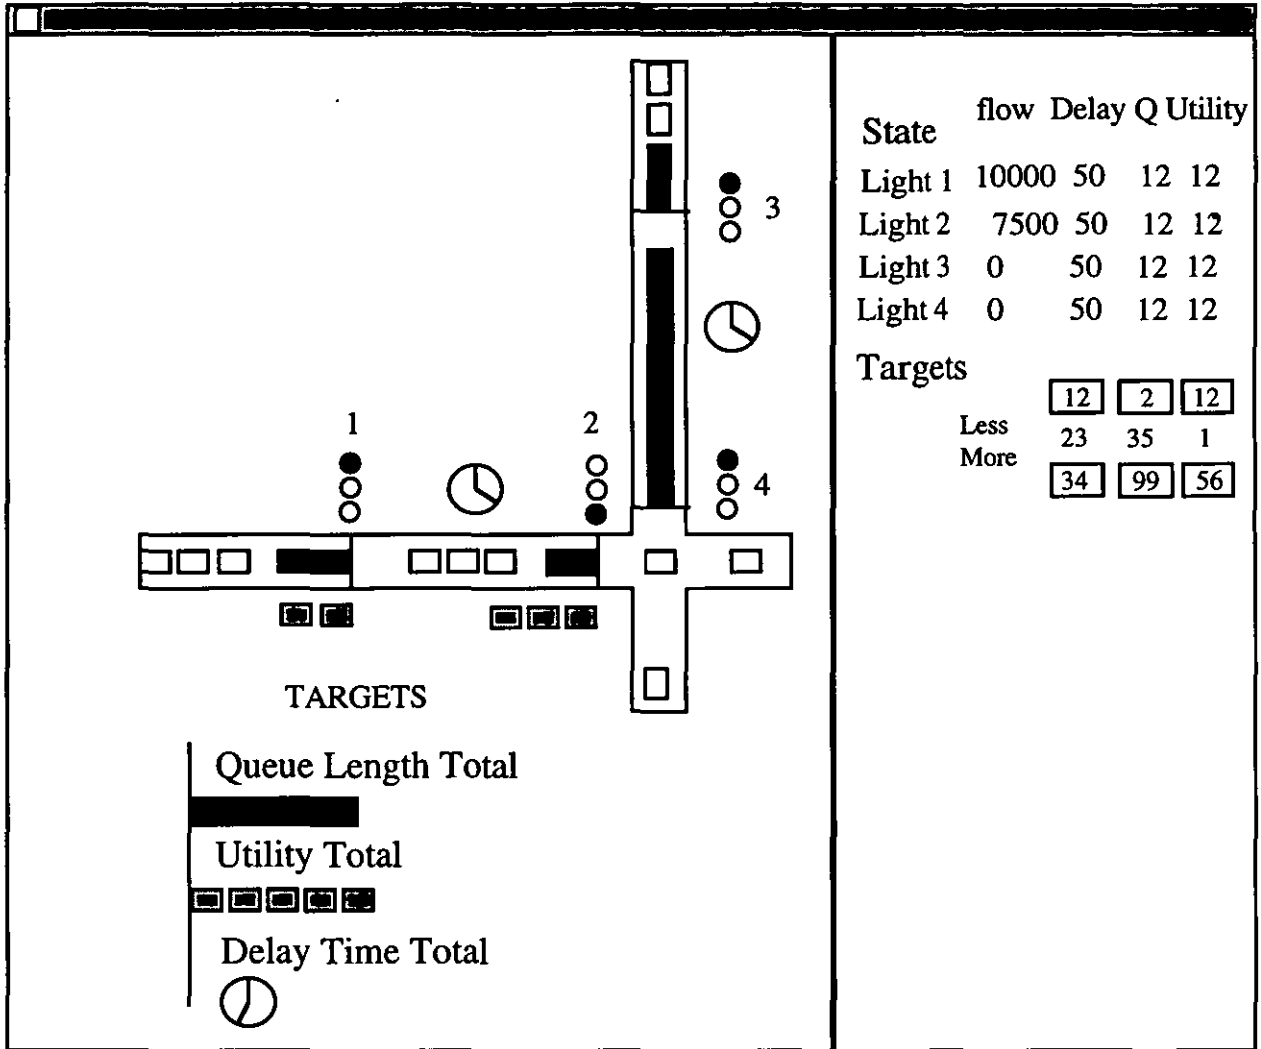 flow Delay Q Utility
State
Light 1 10000 50 12 12
Light 2 7500 50 12 12
Light 3 0 50 12 12
Light 4 0 50 12 12
Targets
12 2 12
Less
23 35 1
More
34 99 56
3
1 2
4
TARGETS
Queue Length Total
Utility Total
Delay Time Total